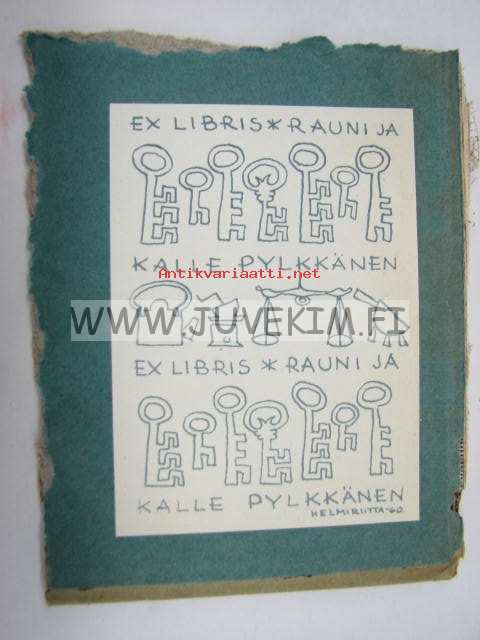 EX LIBRIS * RAUNI JA
KALLE PYLKKÄNEN
Antikvariaatti.net
WWW.JUVEKIM.FI
EX LIBRIS * RAUNI JA
KALLE PYLKKÄNEN
HELMIRIITTA-60